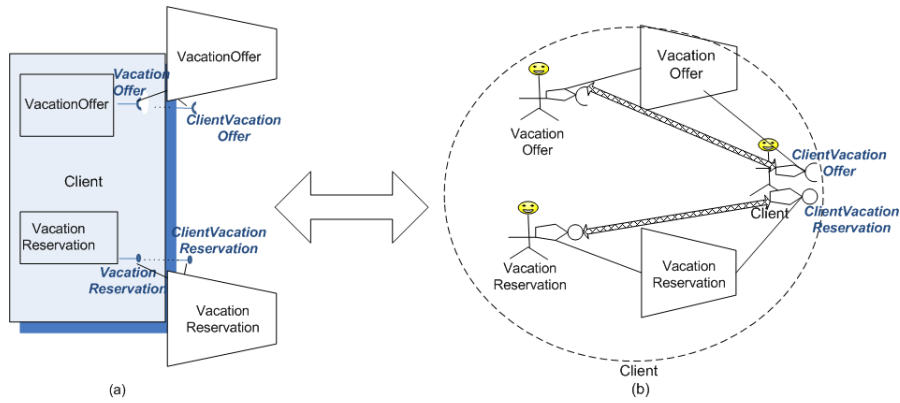 VacationOffer
Vacation
Offer
VacationOffer
ClientVacation
Offer
Client
Vacation
Reservation
ClientVacation
Reservation
Vacation
Reservation
Vacation
Reservation
(a)
Vacation
Offer
Vacation
Offer
ClientVacation
Offer
Client
ClientVacation
Reservation
Vacation
Reservation
Vacation
Reservation
Client
(b)